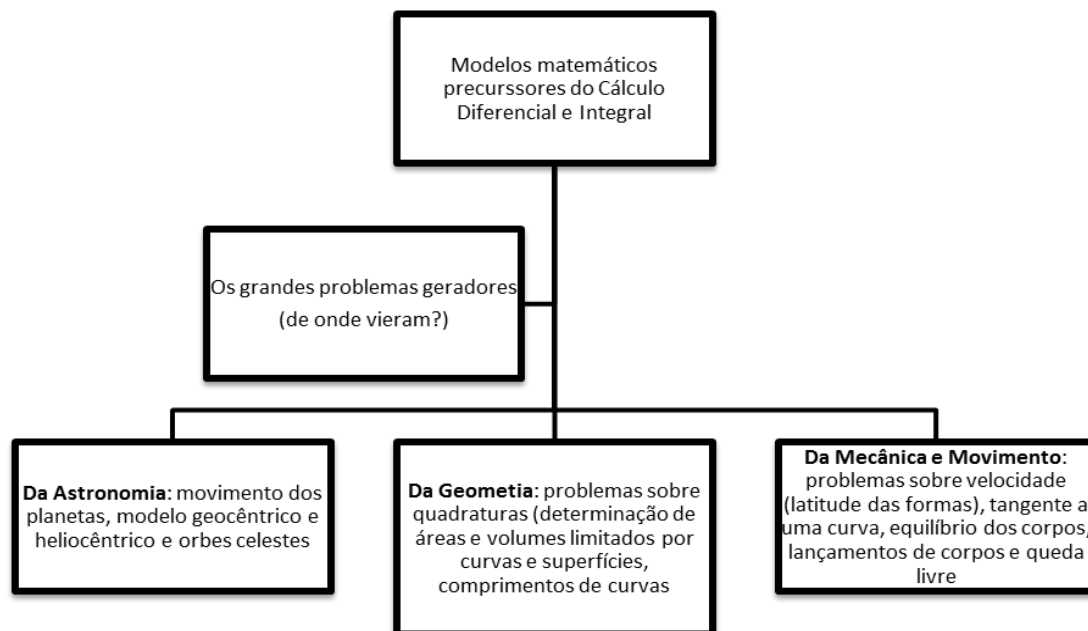 Modelos matemáticos
precurssores do Cálculo
Diferencial e Integral
Os grandes problemas geradores
(de onde vieram?)
Da Astronomia: movimento dos
planetas, modelo geocêntrico e
heliocêntrico e orbes celestes
Da Geometia: problemas sobre
quadraturas (determinação de
áreas e volumes limitados por
curvas e superfícies,
comprimentos de curvas
Da Mecânica e Movimento:
problemas sobre velocidade
(latitude das formas), tangente a
uma curva, equilíbrio dos corpos,
lançamentos de corpos e queda
livre